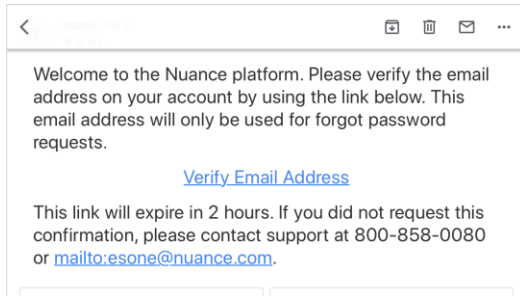 Welcome to the Nuance platform. Please verify the email
address on your account by using the link below. This
email address will only be used for forgot password
requests.
Verify Email Address
This link will expire in 2 hours. If you did not request this
confirmation, please contact support at 800-858-0080
or mailto:esone@nuance.com.